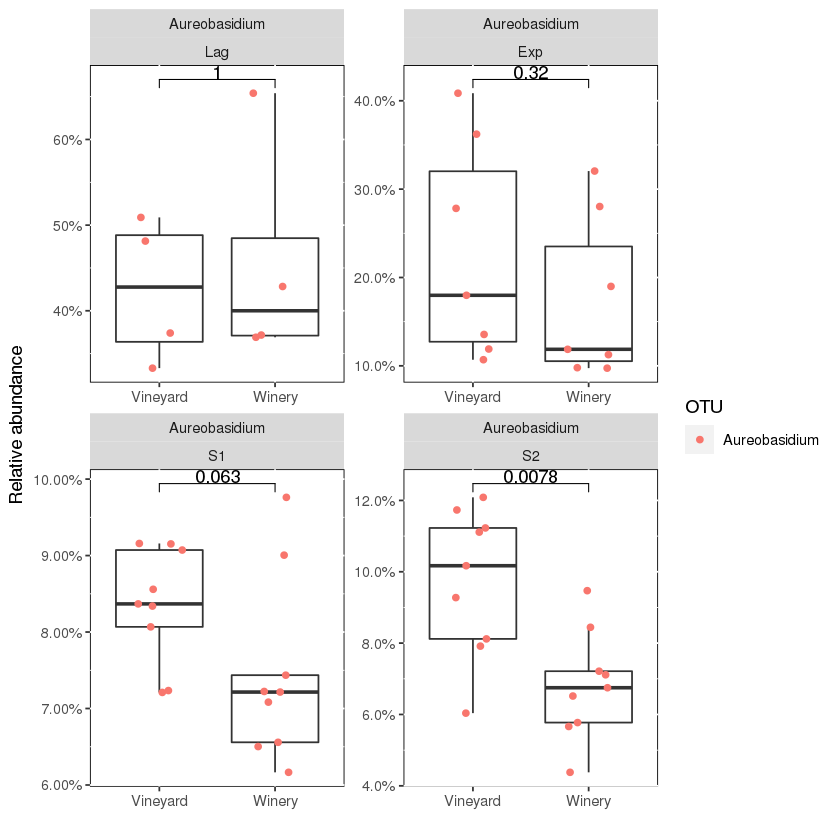 Aureobasidium
Lag
1
60%
50%
40%
Vineyard Winery
Aureobasidium
Exp
0.32
40.0%
30.0%
20.0%
10.0%
Vineyard Winery
Relative abundance
Aureobasidium
S1
0.063
10.00%
9.00%
8.00%
7.00%
6.00%
Vineyard Winery
Aureobasidium
S2
0.0078
12.0%
10.0%
8.0%
6.0%
4.0%
Vineyard Winery
OTU
Aureobasidium